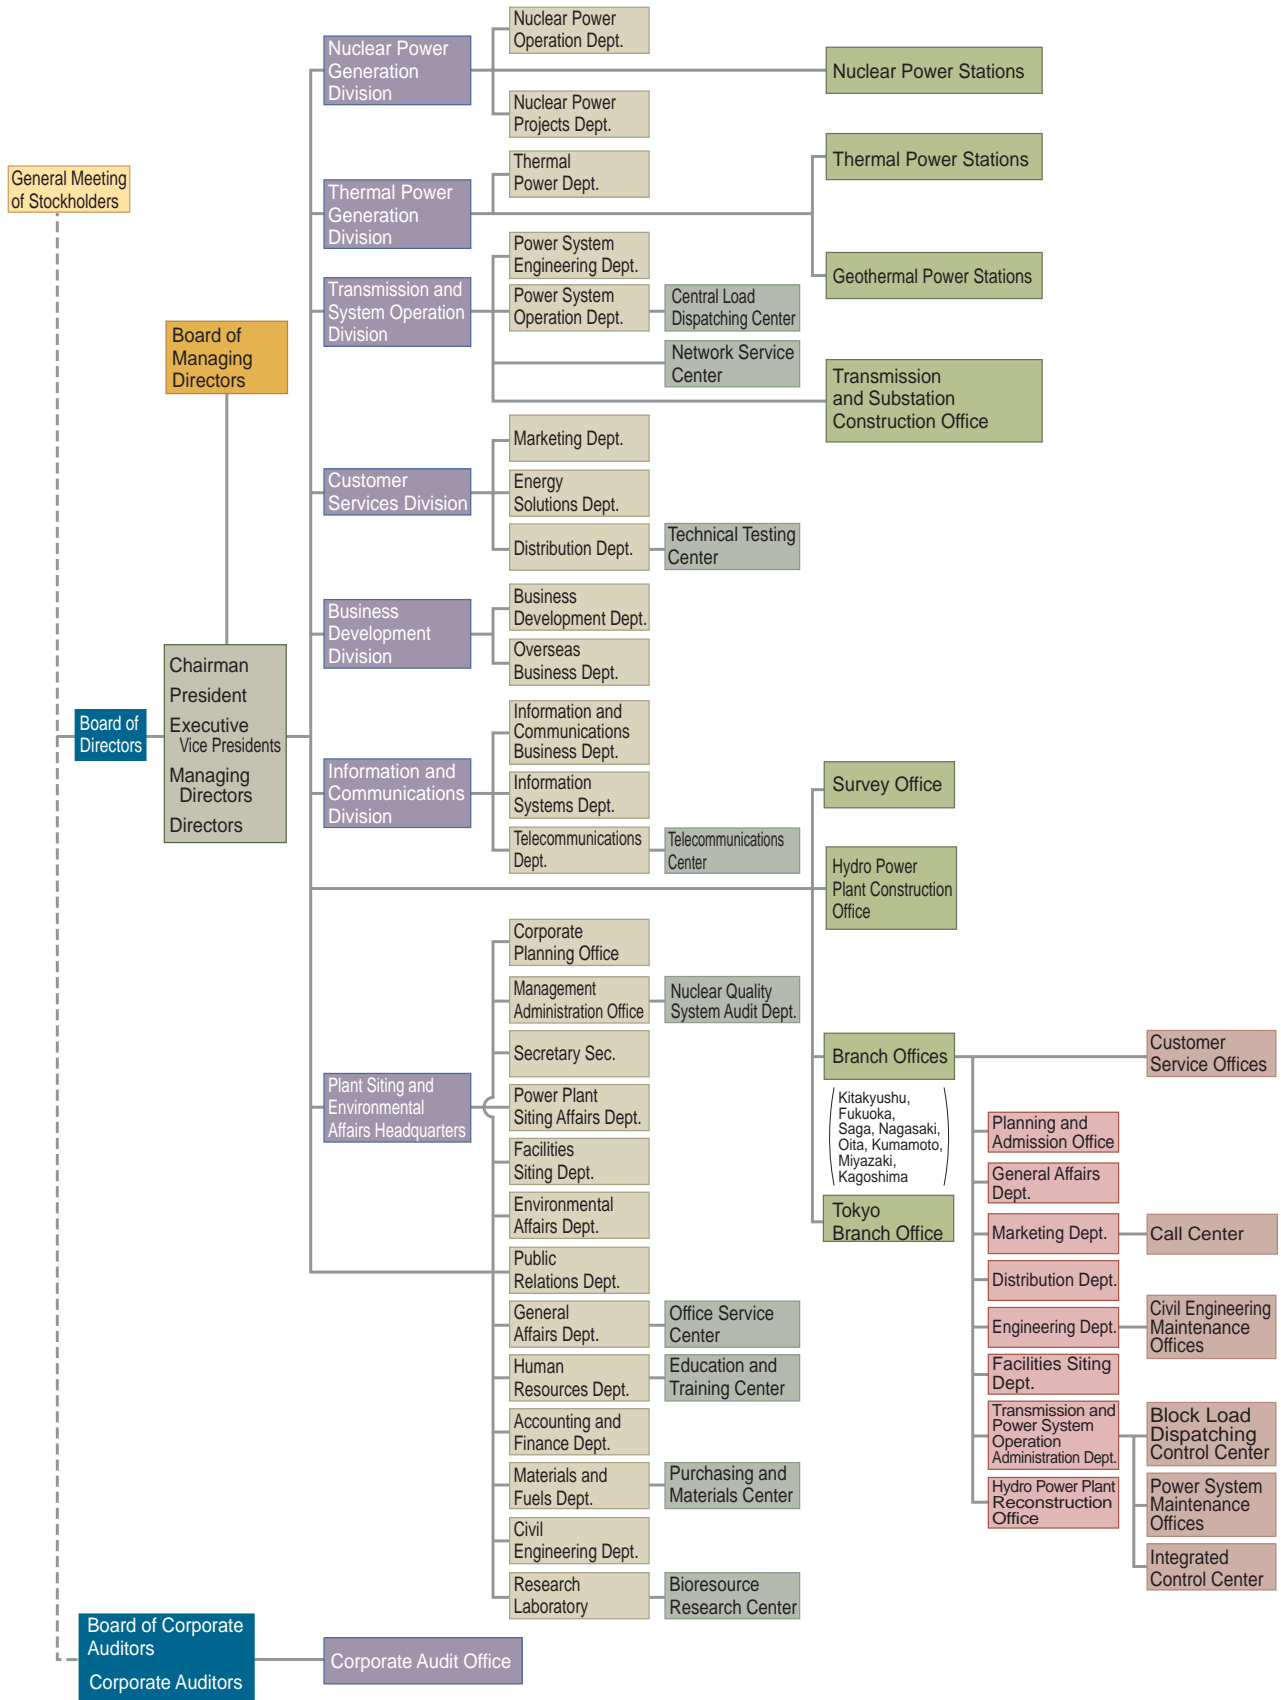 General Meeting
of Stockholders
Board of
Managing
Directors
Board of
Directors
Chairman
President
Executive
Vice Presidents
Managing
Directors
Directors
Board of Corporate
Auditors
Corporate Auditors
Corporate Audit Office
Nuclear Power
Generation
Division
Nuclear Power
Operation Dept.
Nuclear Power
Projects Dept.
Nuclear Power Stations
Thermal Power
Generation
Division
Thermal
Power Dept.
Thermal Power Stations
Geothermal Power Stations
Transmission and
System Operation
Division
Power System
Engineering Dept.
Power System
Operation Dept.
Central Load
Dispatching Center
Network Service
Center
Transmission
and Substation
Construction Office
Customer
Services Division
Marketing Dept.
Energy
Solutions Dept.
Distribution Dept.
Technical Testing
Center
Business
Development
Division
Business
Development Dept.
Overseas
Business Dept.
Information and
Communications
Division
Information and
Communications
Business Dept.
Information
Systems Dept.
Telecommunications
Dept.
Telecommunications
Center
Plant Siting and
Environmental
Affairs Headquarters
Corporate
Planning Office
Management
Administration Office
Nuclear Quality
System Audit Dept.
Secretary Sec.
Power Plant
Siting Affairs Dept.
Facilities
Siting Dept.
Environmental
Affairs Dept.
Public
Relations Dept.
General
Affairs Dept.
Office Service
Center
Human
Resources Dept.
Education and
Training Center
Accounting and
Finance Dept.
Materials and
Fuels Dept.
Purchasing and
Materials Center
Civil
Engineering Dept.
Research
Laboratory
Bioresource
Research Center
Survey Office
Hydro Power
Plant Construction
Office
Branch Offices
Kitakyushu,
Fukuoka,
Saga, Nagasaki,
Oita, Kumamoto,
Miyazaki,
Kagoshima
Tokyo
Branch Office
Customer
Service Offices
Planning and
Admission Office
General Affairs
Dept.
Marketing Dept.
Call Center
Distribution Dept.
Engineering Dept.
Civil Engineering
Maintenance
Offices
Facilities Siting
Dept.
Transmission and
Power System
Operation
Administration Dept.
Block Load
Dispatching
Control Center
Power System
Maintenance
Offices
Integrated
Control Center
Hydro Power Plant
Reconstruction
Office